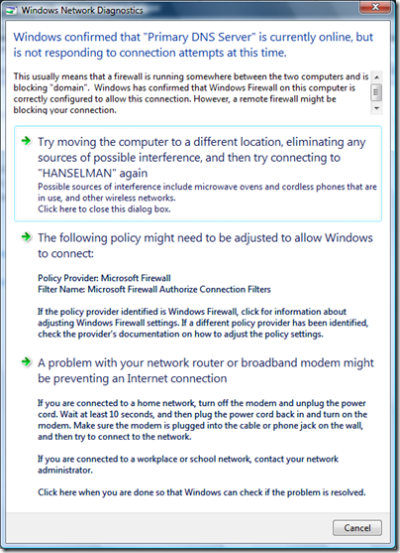 Windows Network Diagnostics
Windows confirmed that "Primary DNS Server" is currently online, but
is not responding to connection attempts at this time.
This usually means that a firewall is running somewhere between the two computers and is
blocking "domain". Windows has confirmed that Windows Firewall on this computer is
correctly configured to allow this connection. However, a remote firewall might be
blocking your connection.
Try moving the computer to a different location, eliminating any
sources of possible interference, and then try connecting to
"HANSELMAN" again
Possible sources of interference include microwave ovens and cordless phones that are
in use, and other wireless networks.
Click here to close this dialog box.
The following policy might need to be adjusted to allow Windows
to connect:
Policy Provider: Microsoft Firewall
Filter Name: Microsoft Firewall Authorize Connection Filters
If the policy provider identified is Windows Firewall, click for information about
adjusting Windows Firewall settings. If a different policy provider has been identified,
check the provider's documentation on how to adjust the policy settings.
A problem with your network router or broadband modem might
be preventing an Internet connection
If you are connected to a home network, turn off the modem and unplug the power
cord. Wait at least 10 seconds, and then plug the power cord back in and turn on the
modem. Make sure the modem is plugged into the cable or phone jack on the wall,
and then try to connect to the network.
If you are connected to a workplace or school network, contact your network
administrator.
Click here when you are done so that Windows can check if the problem is resolved.
Cancel